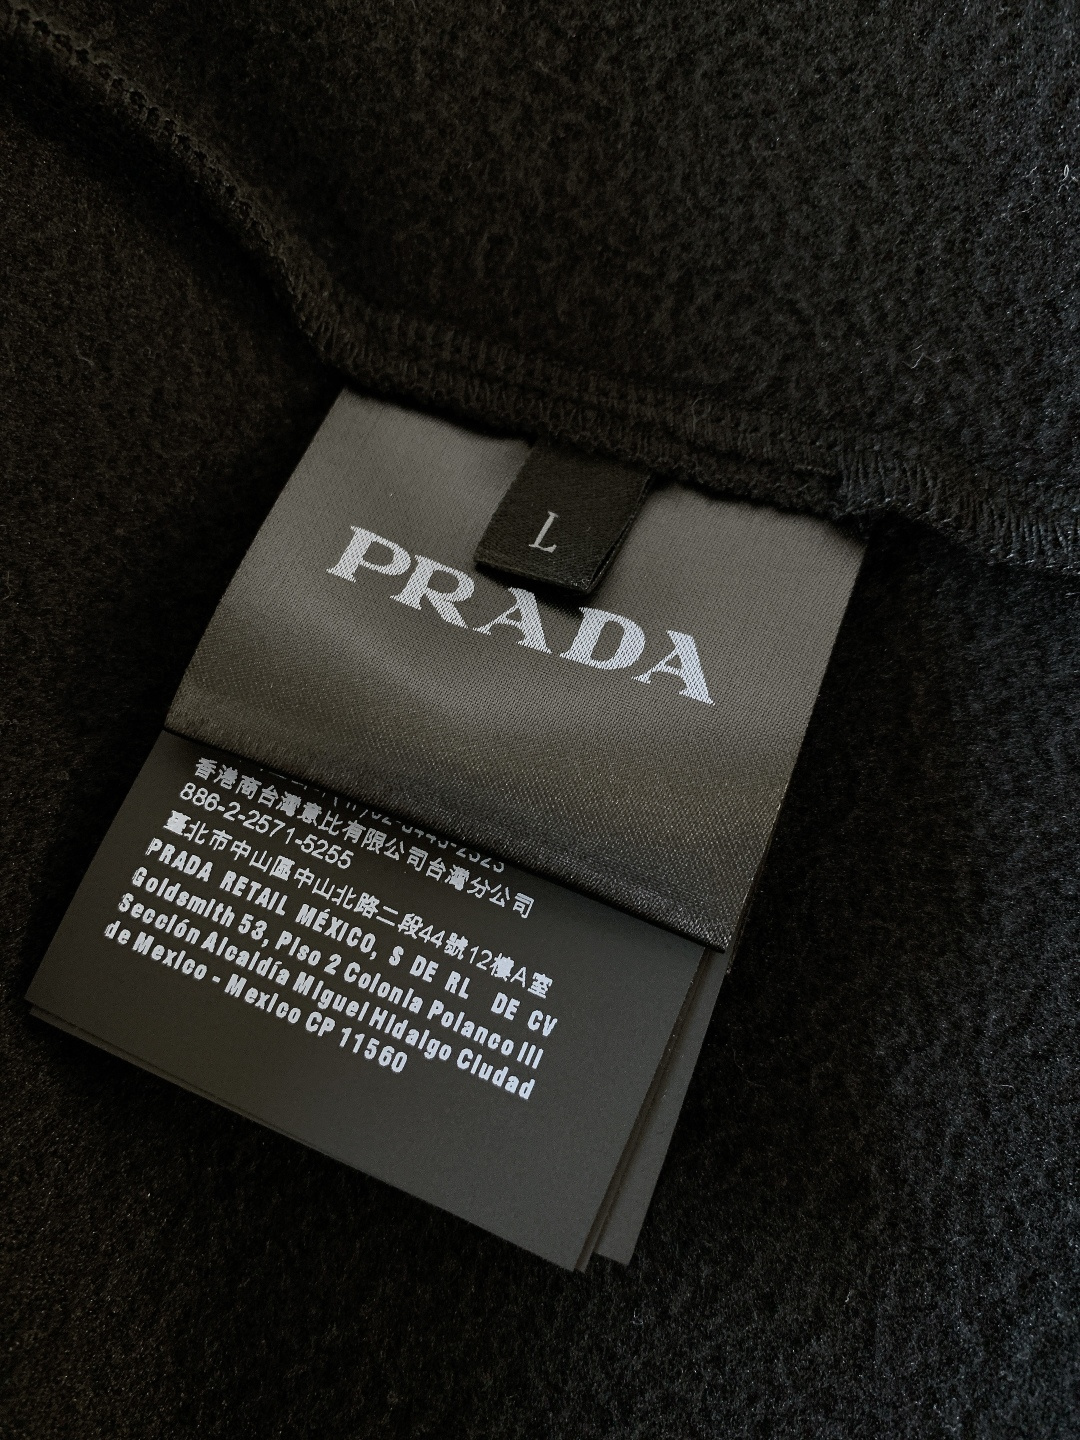 L
PRADA
香港商台灣意比有限公司台灣分公司
886-2-2571-5255
臺北市中山區中山北路二段44號12樓A室
PRADA RETAIL MÉXICO, S DE RL DE CV
Goldsmith 53, Piso 2 Colonia Polanco III
Sección Alcaldía Miguel Hidalgo Ciudad
de Mexico - Mexico CP 11560